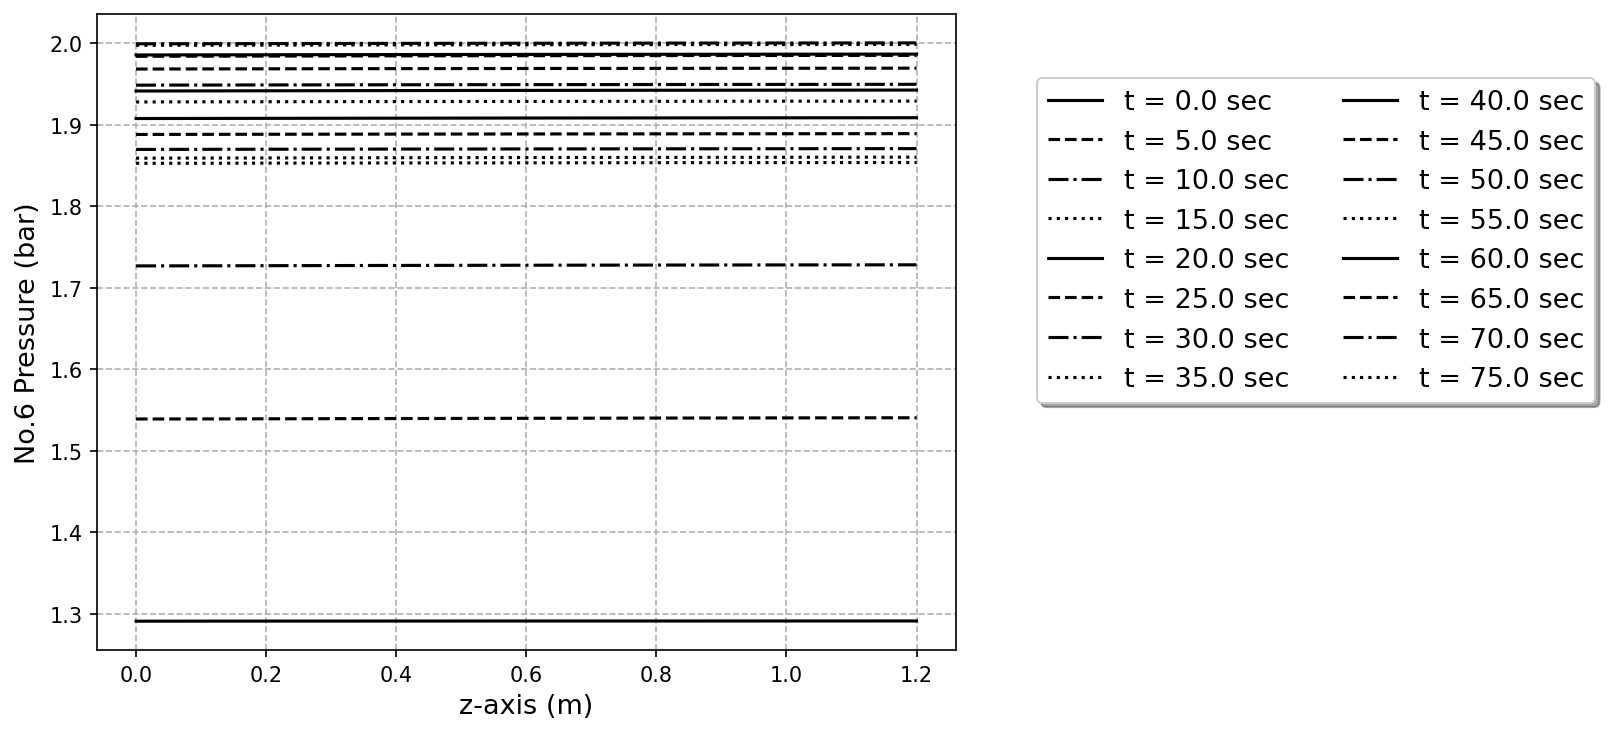 No.6 Pressure (bar)
2.0
1.9
1.8
1.7
1.6
1.5
1.4
1.3
0.0 0.2 0.4 0.6 0.8 1.0 1.2
z-axis (m)
t = 0.0 sec
t = 5.0 sec
t = 10.0 sec
t = 15.0 sec
t = 20.0 sec
t = 25.0 sec
t = 30.0 sec
t = 35.0 sec
t = 40.0 sec
t = 45.0 sec
t = 50.0 sec
t = 55.0 sec
t = 60.0 sec
t = 65.0 sec
t = 70.0 sec
t = 75.0 sec